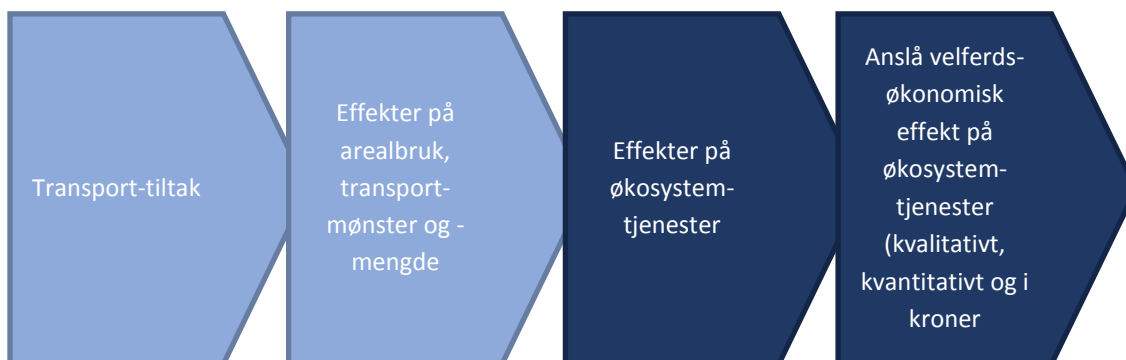 Transport-tiltak
Effekter på
arealbruk,
transport-
mønster og -
mengde
Effekter på
økosystem-
tjenester
Anslå velferds-
økonomisk
effekt på
økosystem-
tjenester
(kvalitativt,
kvantitativt og i
kroner